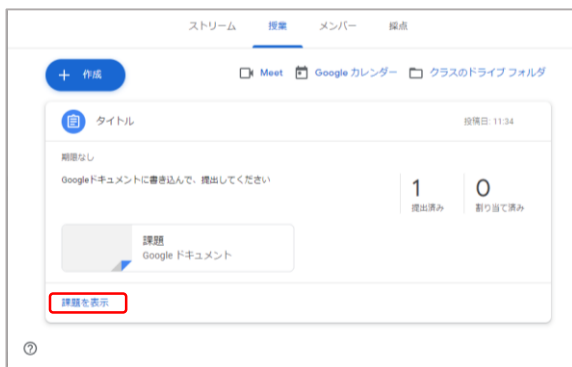 ストリーム 授業 メンバー 採点
+ 作成 Meet Google カレンダー クラスのドライブ フォルダ
タイトル 投稿日: 11:34
期限なし
Googleドキュメントに書き込んで、提出してください
1 0
提出済み 割り当て済み
課題
Google ドキュメント
課題を表示
?